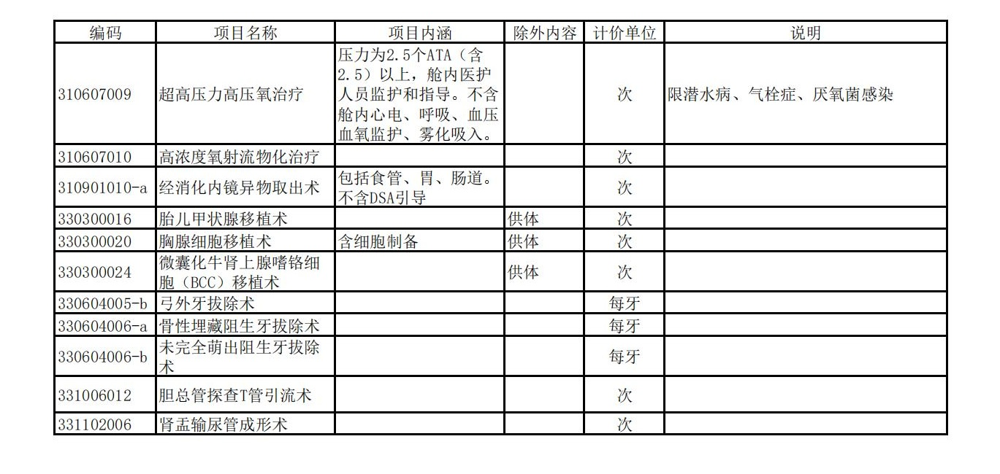 编码 项目名称 项目内涵 除外内容 计价单位 说明
310607009 超高压力高压氧治疗 压力为2.5个ATA（含
2.5）以上，舱内医护
人员监护和指导。不含
舱内心电、呼吸、血压
血氧监护、雾化吸入。 次 限潜水病、气栓症、厌氧菌感染
310607010 高浓度氧射流物化治疗 次
310901010-a 经消化内镜异物取出术 包括食管、胃、肠道。
不含DSA引导 次
330300016 胎儿甲状腺移植术 供体 次
330300020 胸腺细胞移植术 含细胞制备 供体 次
330300024 微囊化牛肾上腺嗜铬细
胞（BCC）移植术 供体 次
330604005-b 弓外牙拔除术 每牙
330604006-a 骨性埋藏阻生牙拔除术 每牙
330604006-b 未完全萌出阻生牙拔除
术 每牙
331006012 胆总管探查T管引流术 次
331102006 肾盂输尿管成形术 次